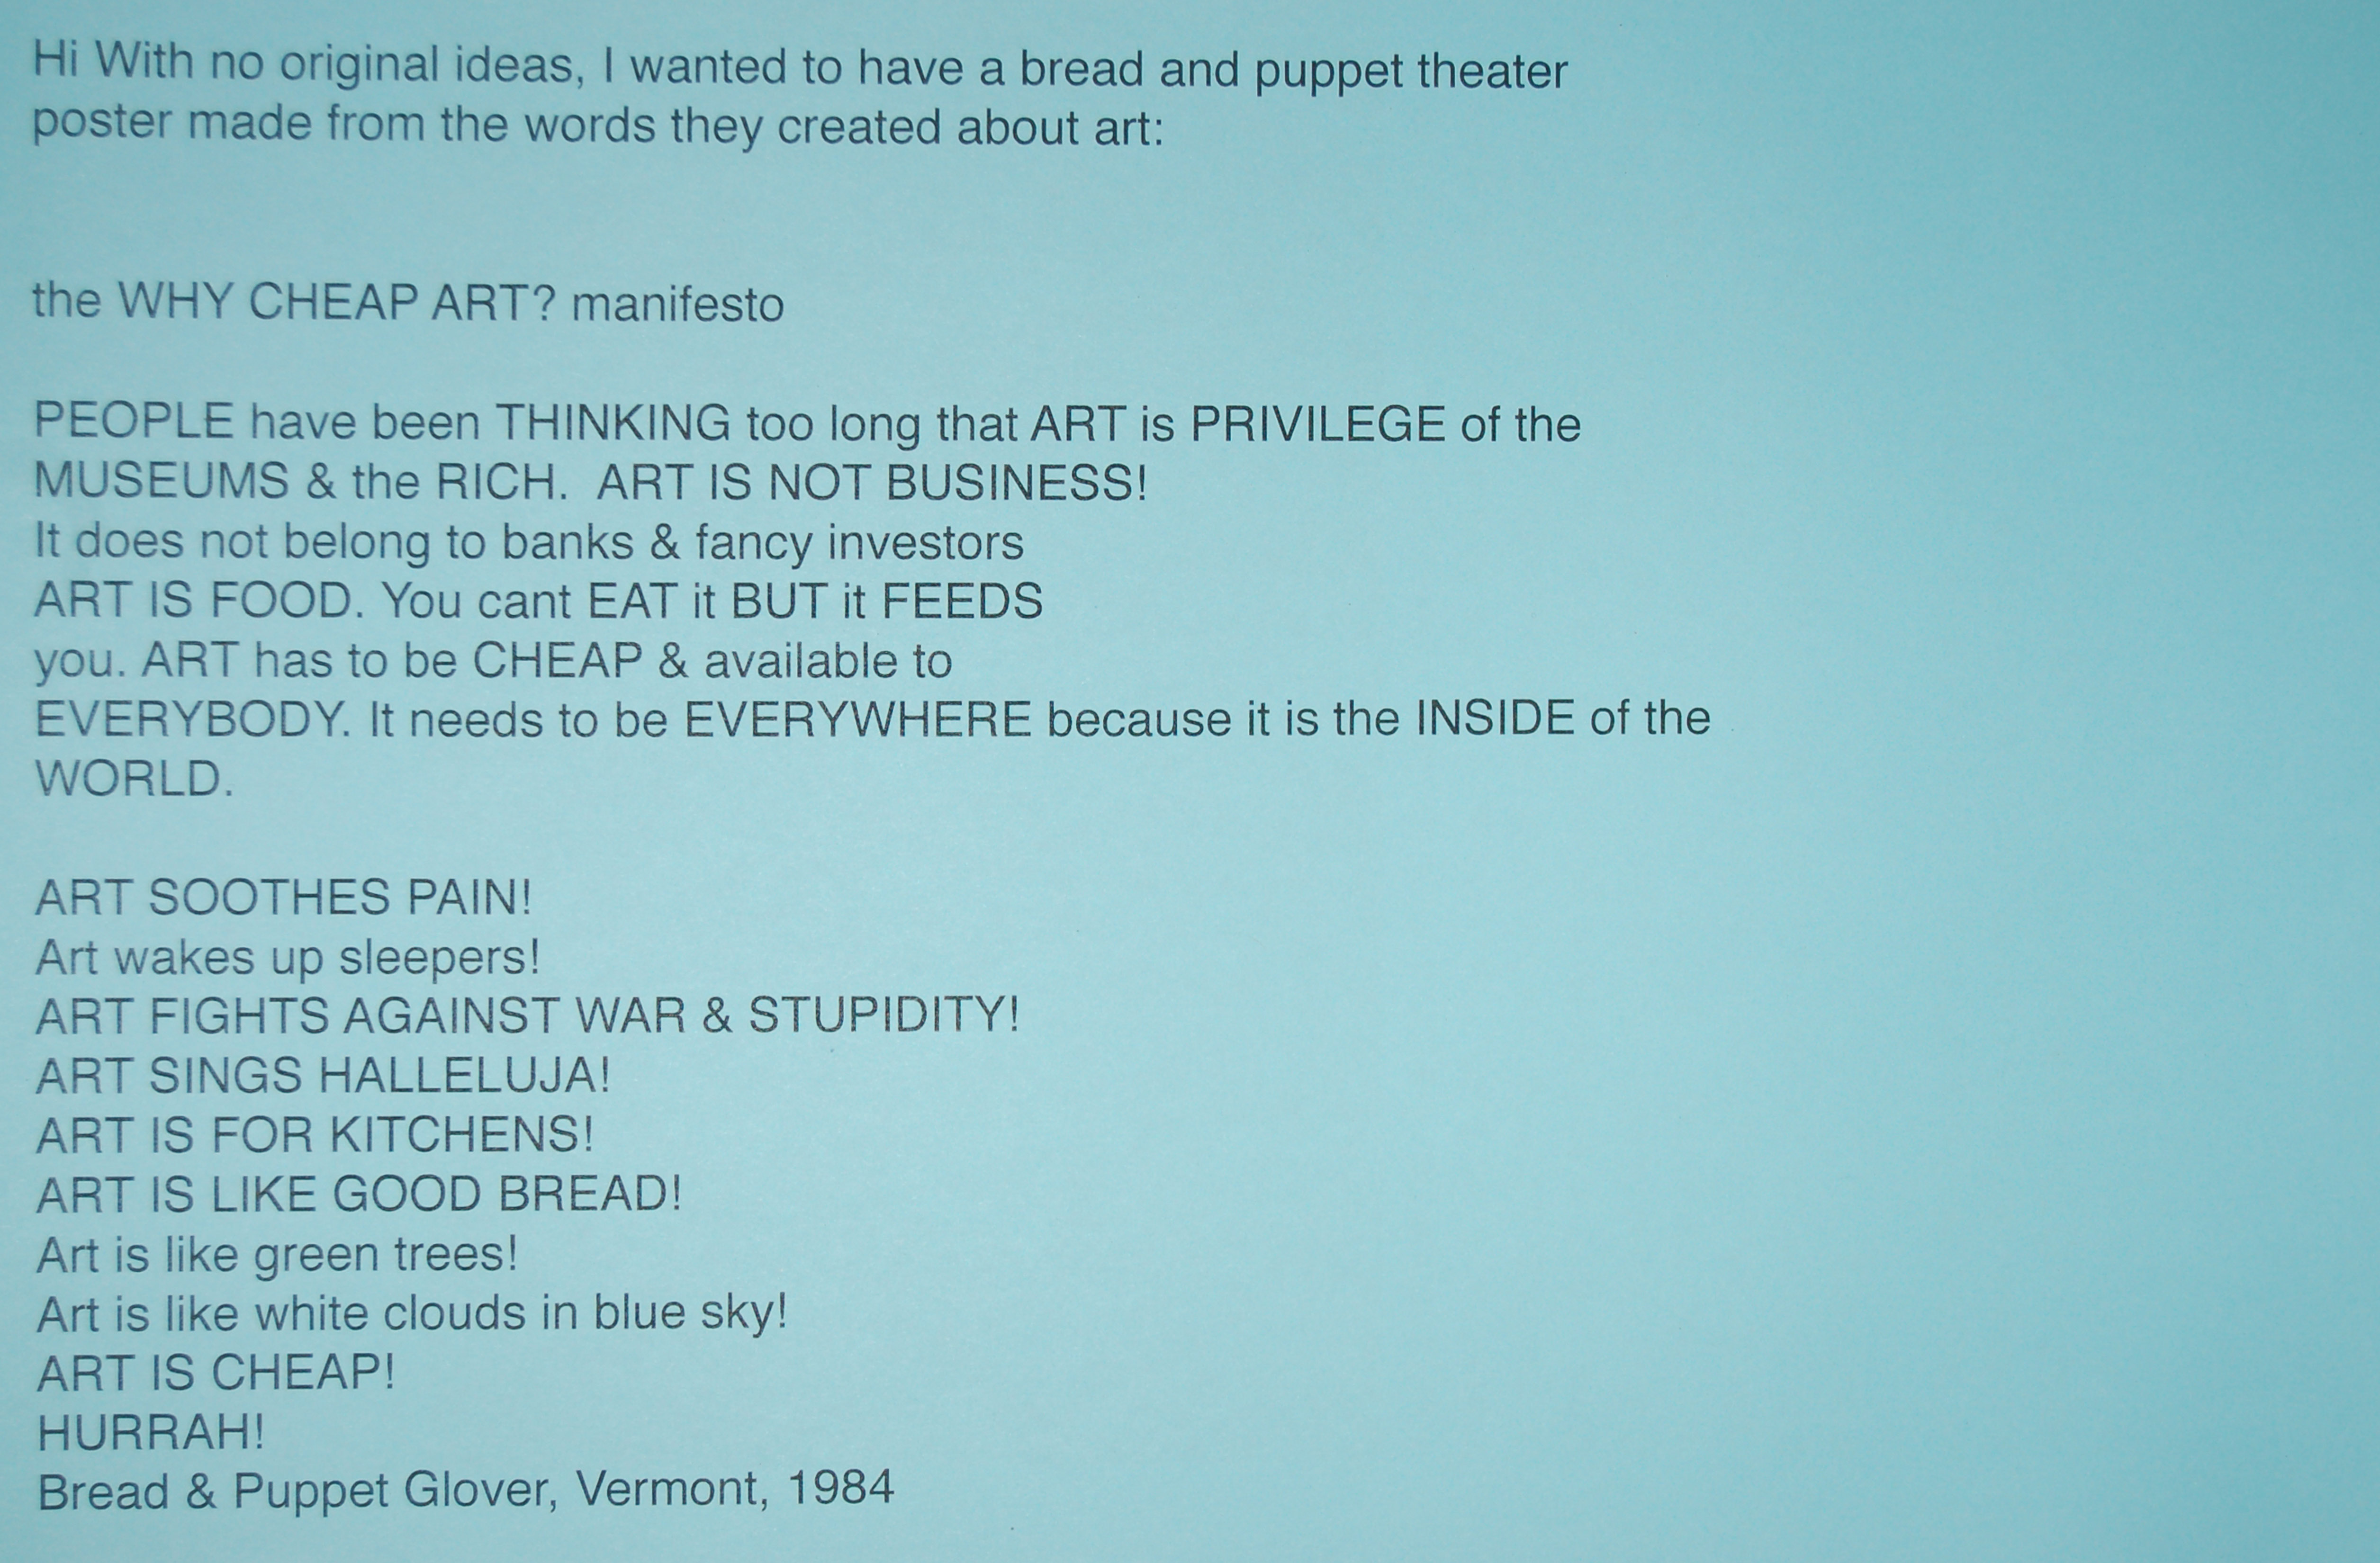 Hi With no original ideas, I wanted to have a bread and puppet theater
poster made from the words they created about art:
the WHY CHEAP ART? manifesto
PEOPLE have been THINKING too long that ART is PRIVILEGE of the
MUSEUMS & the RICH.  ART IS NOT BUSINESS!
It does not belong to banks & fancy investors
ART IS FOOD. You cant EAT it BUT it FEEDS
you. ART has to be CHEAP & available to
EVERYBODY. It needs to be EVERYWHERE because it is the INSIDE of the
WORLD.
ART SOOTHES PAIN!
Art wakes up sleepers!
ART FIGHTS AGAINST WAR & STUPIDITY!
ART SINGS HALLELUJA!
ART IS FOR KITCHENS!
ART IS LIKE GOOD BREAD!
Art is like green trees!
Art is like white clouds in blue sky!
ART IS CHEAP!
HURRAH!
Bread & Puppet Glover, Vermont, 1984